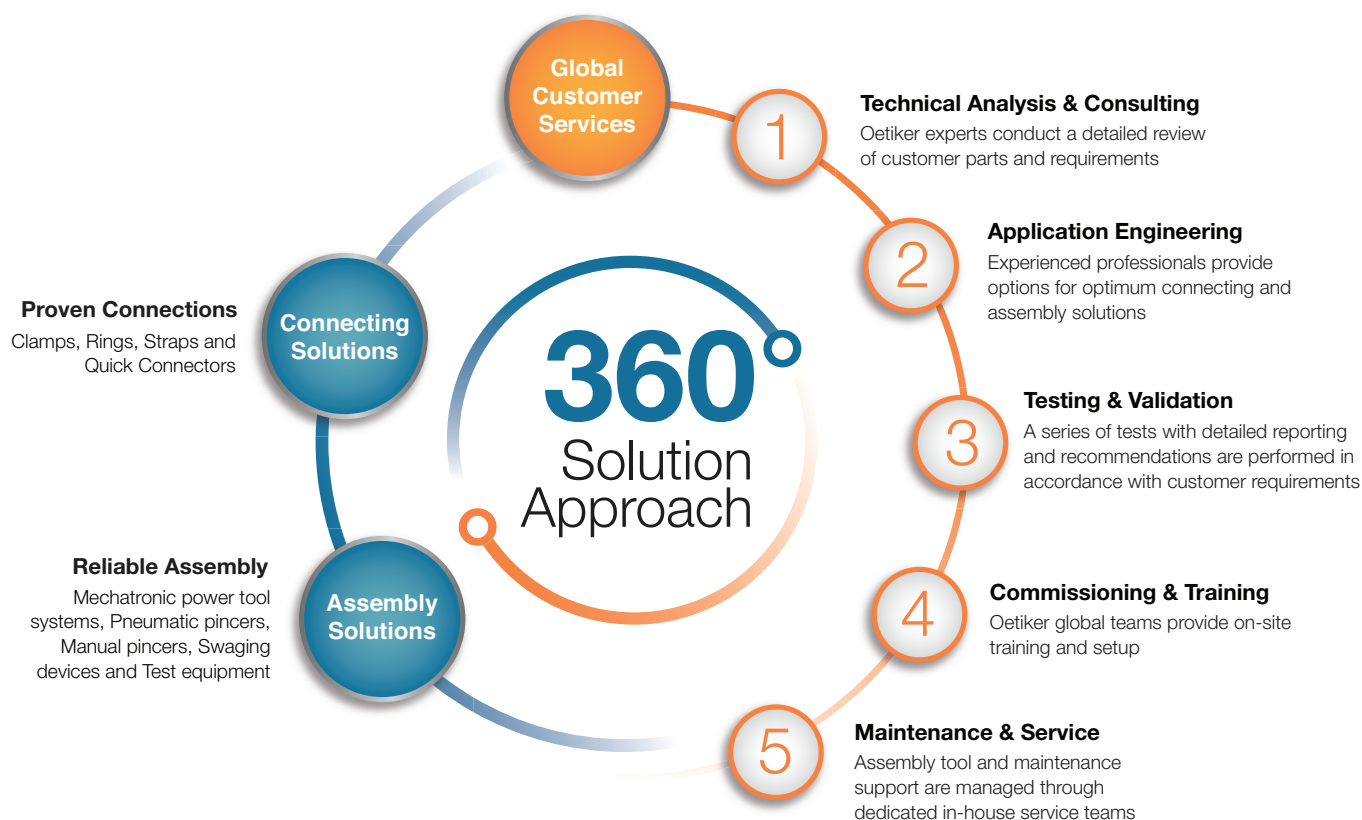 Global
Customer
Services
1
Technical Analysis & Consulting
Oetiker experts conduct a detailed review
of customer parts and requirements
2
Application Engineering
Experienced professionals provide
options for optimum connecting and
assembly solutions
3
Testing & Validation
A series of tests with detailed reporting
and recommendations are performed in
accordance with customer requirements
4
Commissioning & Training
Oetiker global teams provide on-site
training and setup
5
Maintenance & Service
Assembly tool and maintenance
support are managed through
dedicated in-house service teams
Proven Connections
Clamps, Rings, Straps and
Quick Connectors
Connecting
Solutions
Reliable Assembly
Mechatronic power tool
systems, Pneumatic pincers,
Manual pincers, Swaging
devices and Test equipment
Assembly
Solutions
360
Solution
Approach